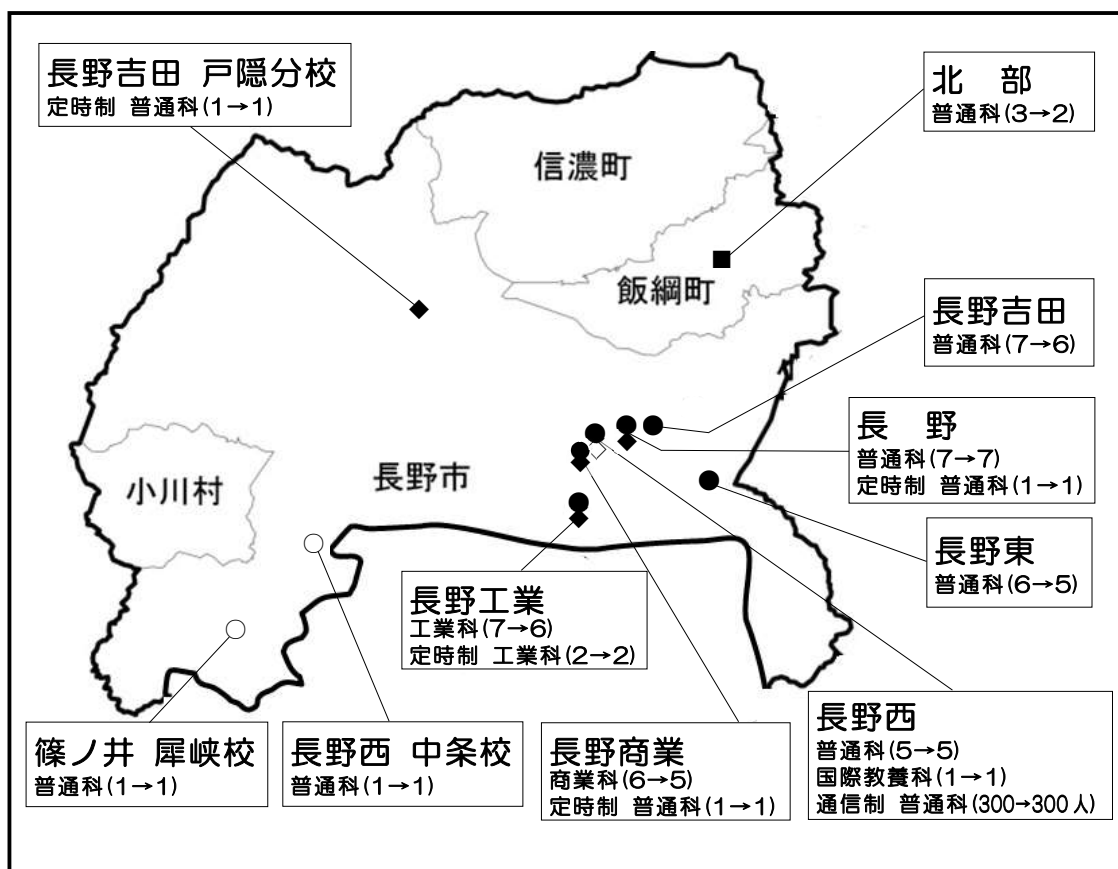 長野吉田 戸隠分校
定時制 普通科(1→1)
北 部
普通科(3→2)
信濃町
飯綱町
長野吉田
普通科(7→6)
長 野
普通科(7→7)
定時制 普通科(1→1)
小川村
長野市
長野東
普通科(6→5)
長野工業
工業科(7→6)
定時制 工業科(2→2)
篠ノ井 犀峡校
普通科(1→1)
長野西 中条校
普通科(1→1)
長野商業
商業科(6→5)
定時制 普通科(1→1)
長野西
普通科(5→5)
国際教養科(1→1)
通信制 普通科(300→300人)